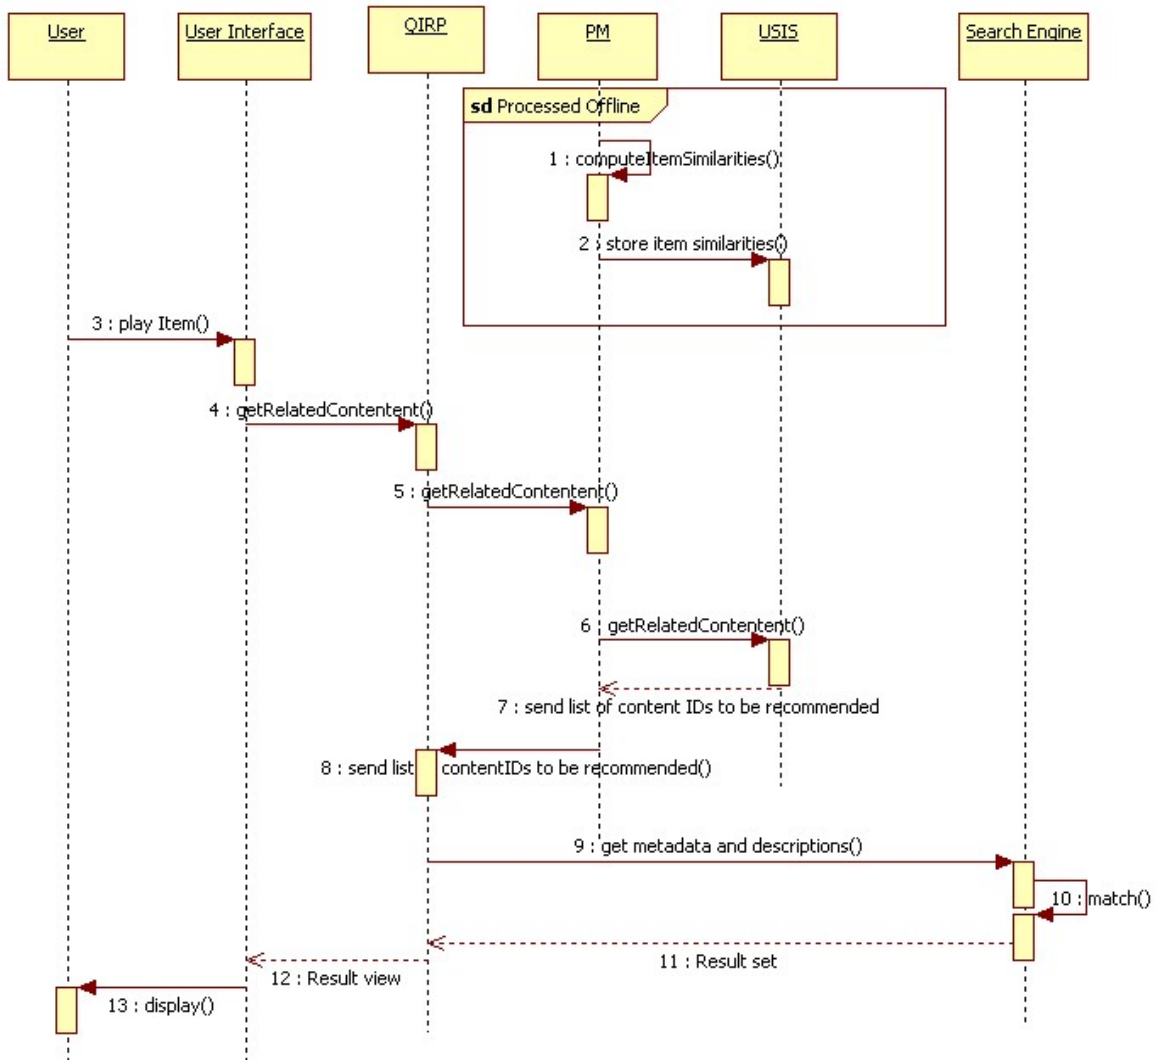 User
User Interface
QIRP
PM
USIS
Search Engine
sd Processed Offline
1 : computeItemSimilarities()
2 : store item similarities()
3 : play Item()
4 : getRelatedContentent()
5 : getRelatedContentent()
6 : getRelatedContentent()
7 : send list of content IDs to be recommended
8 : send list contentIDs to be recommended()
9 : get metadata and descriptions()
10 : match()
11 : Result set
12 : Result view
13 : display()